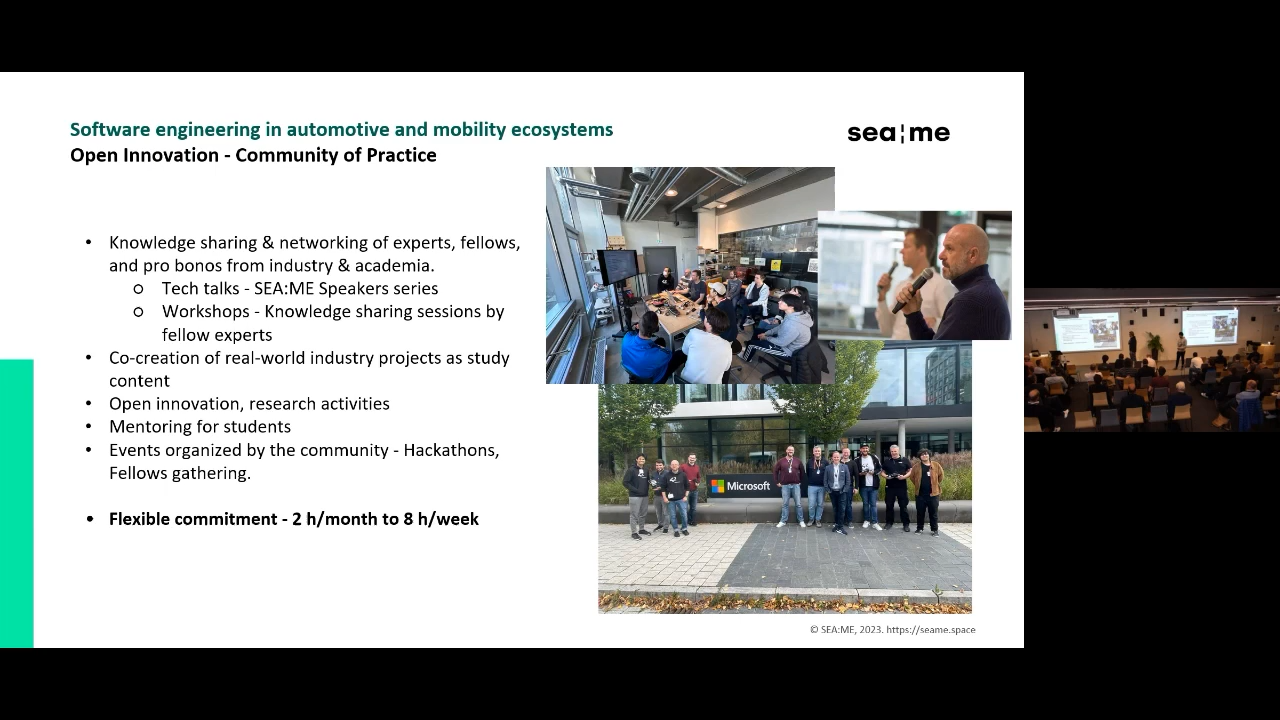 Software engineering in automotive and mobility ecosystems
Open Innovation - Community of Practice
sea¦me
• Knowledge sharing & networking of experts, fellows,
and pro bonos from industry & academia.
○ Tech talks - SEA:ME Speakers series
○ Workshops - Knowledge sharing sessions by
fellow experts
• Co-creation of real-world industry projects as study
content
• Open innovation, research activities
• Mentoring for students
• Events organized by the community - Hackathons,
Fellows gathering.
• Flexible commitment - 2 h/month to 8 h/week
Microsoft
© SEA:ME, 2023. https://seame.space